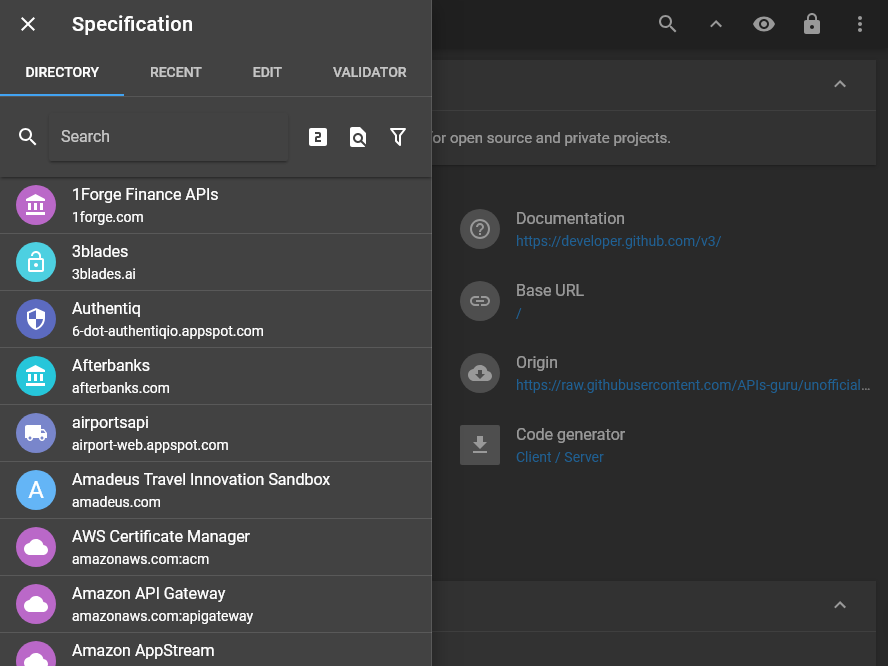 Specification
DIRECTORY
RECENT
EDIT
VALIDATOR
Search
2
1Forge Finance APIs
1forge.com
3blades
3blades.ai
Authentiq
6-dot-authentiqio.appspot.com
Afterbanks
afterbanks.com
airportsapi
airport-web.appspot.com
A
Amadeus Travel Innovation Sandbox
amadeus.com
AWS Certificate Manager
amazonaws.com:acm
Amazon API Gateway
amazonaws.com:apigateway
Amazon AppStream
or open source and private projects.
Documentation
https://developer.github.com/v3/
Base URL
/
Origin
https://raw.githubusercontent.com/APIs-guru/unofficial...
Code generator
Client / Server